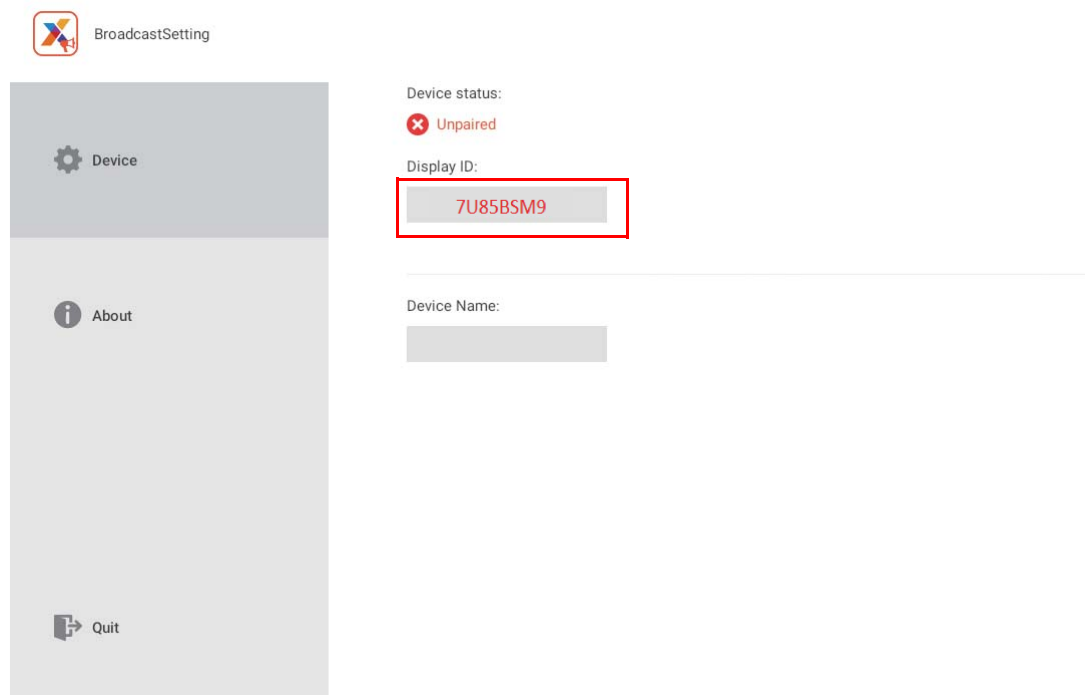 BroadcastSetting
Device
About
Quit
Device status:
Unpaired
Display ID:
7U85BSM9
Device Name: